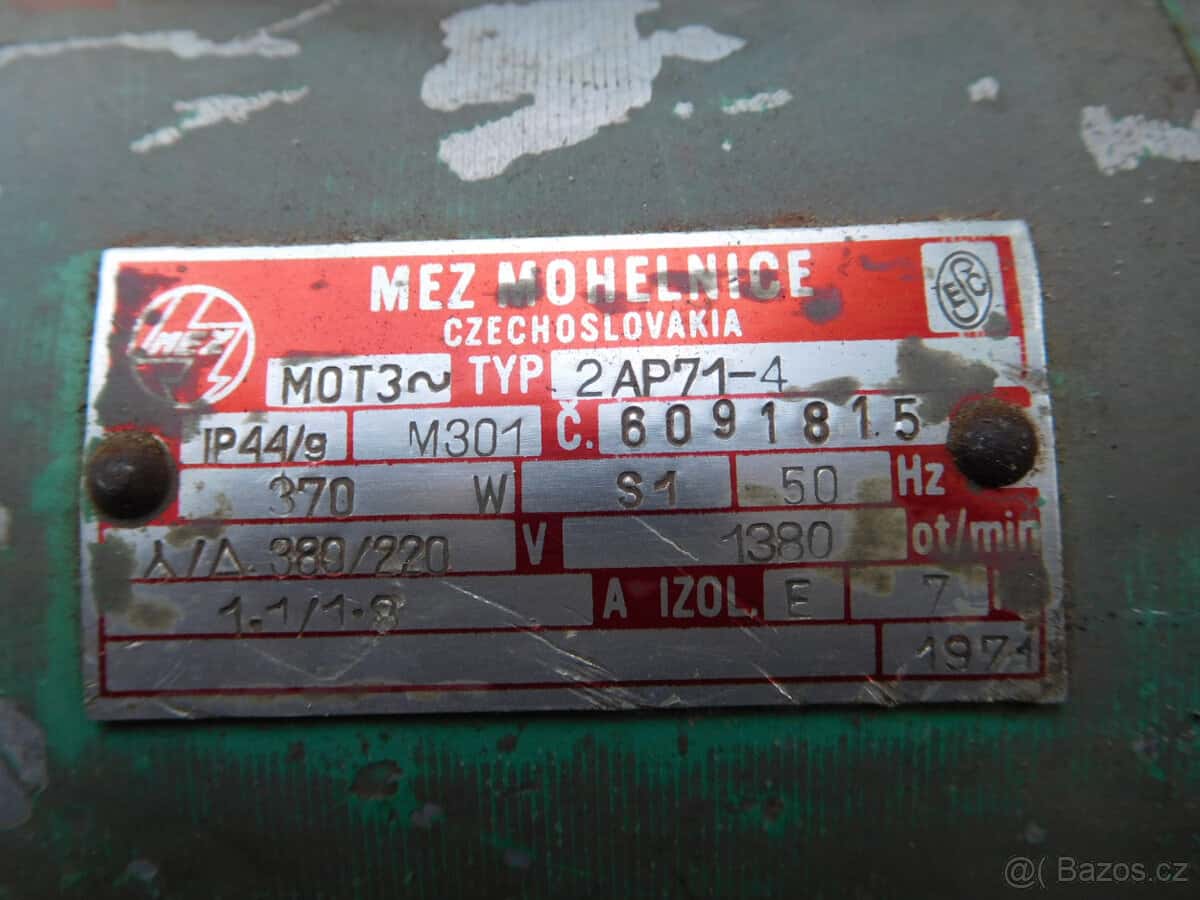 MEZ MOHELNICE
CZECHOSLOVAKIA
ESČ
MEZ
MOT3~ TYP 2AP71-4
IP44/g M301 Č. 6091815
370 W S1 50 Hz
⅄/Δ 380/220 V 1380 ot/min
1.1/1.8 A IZOL. E 7
1971
@( Bazos.cz